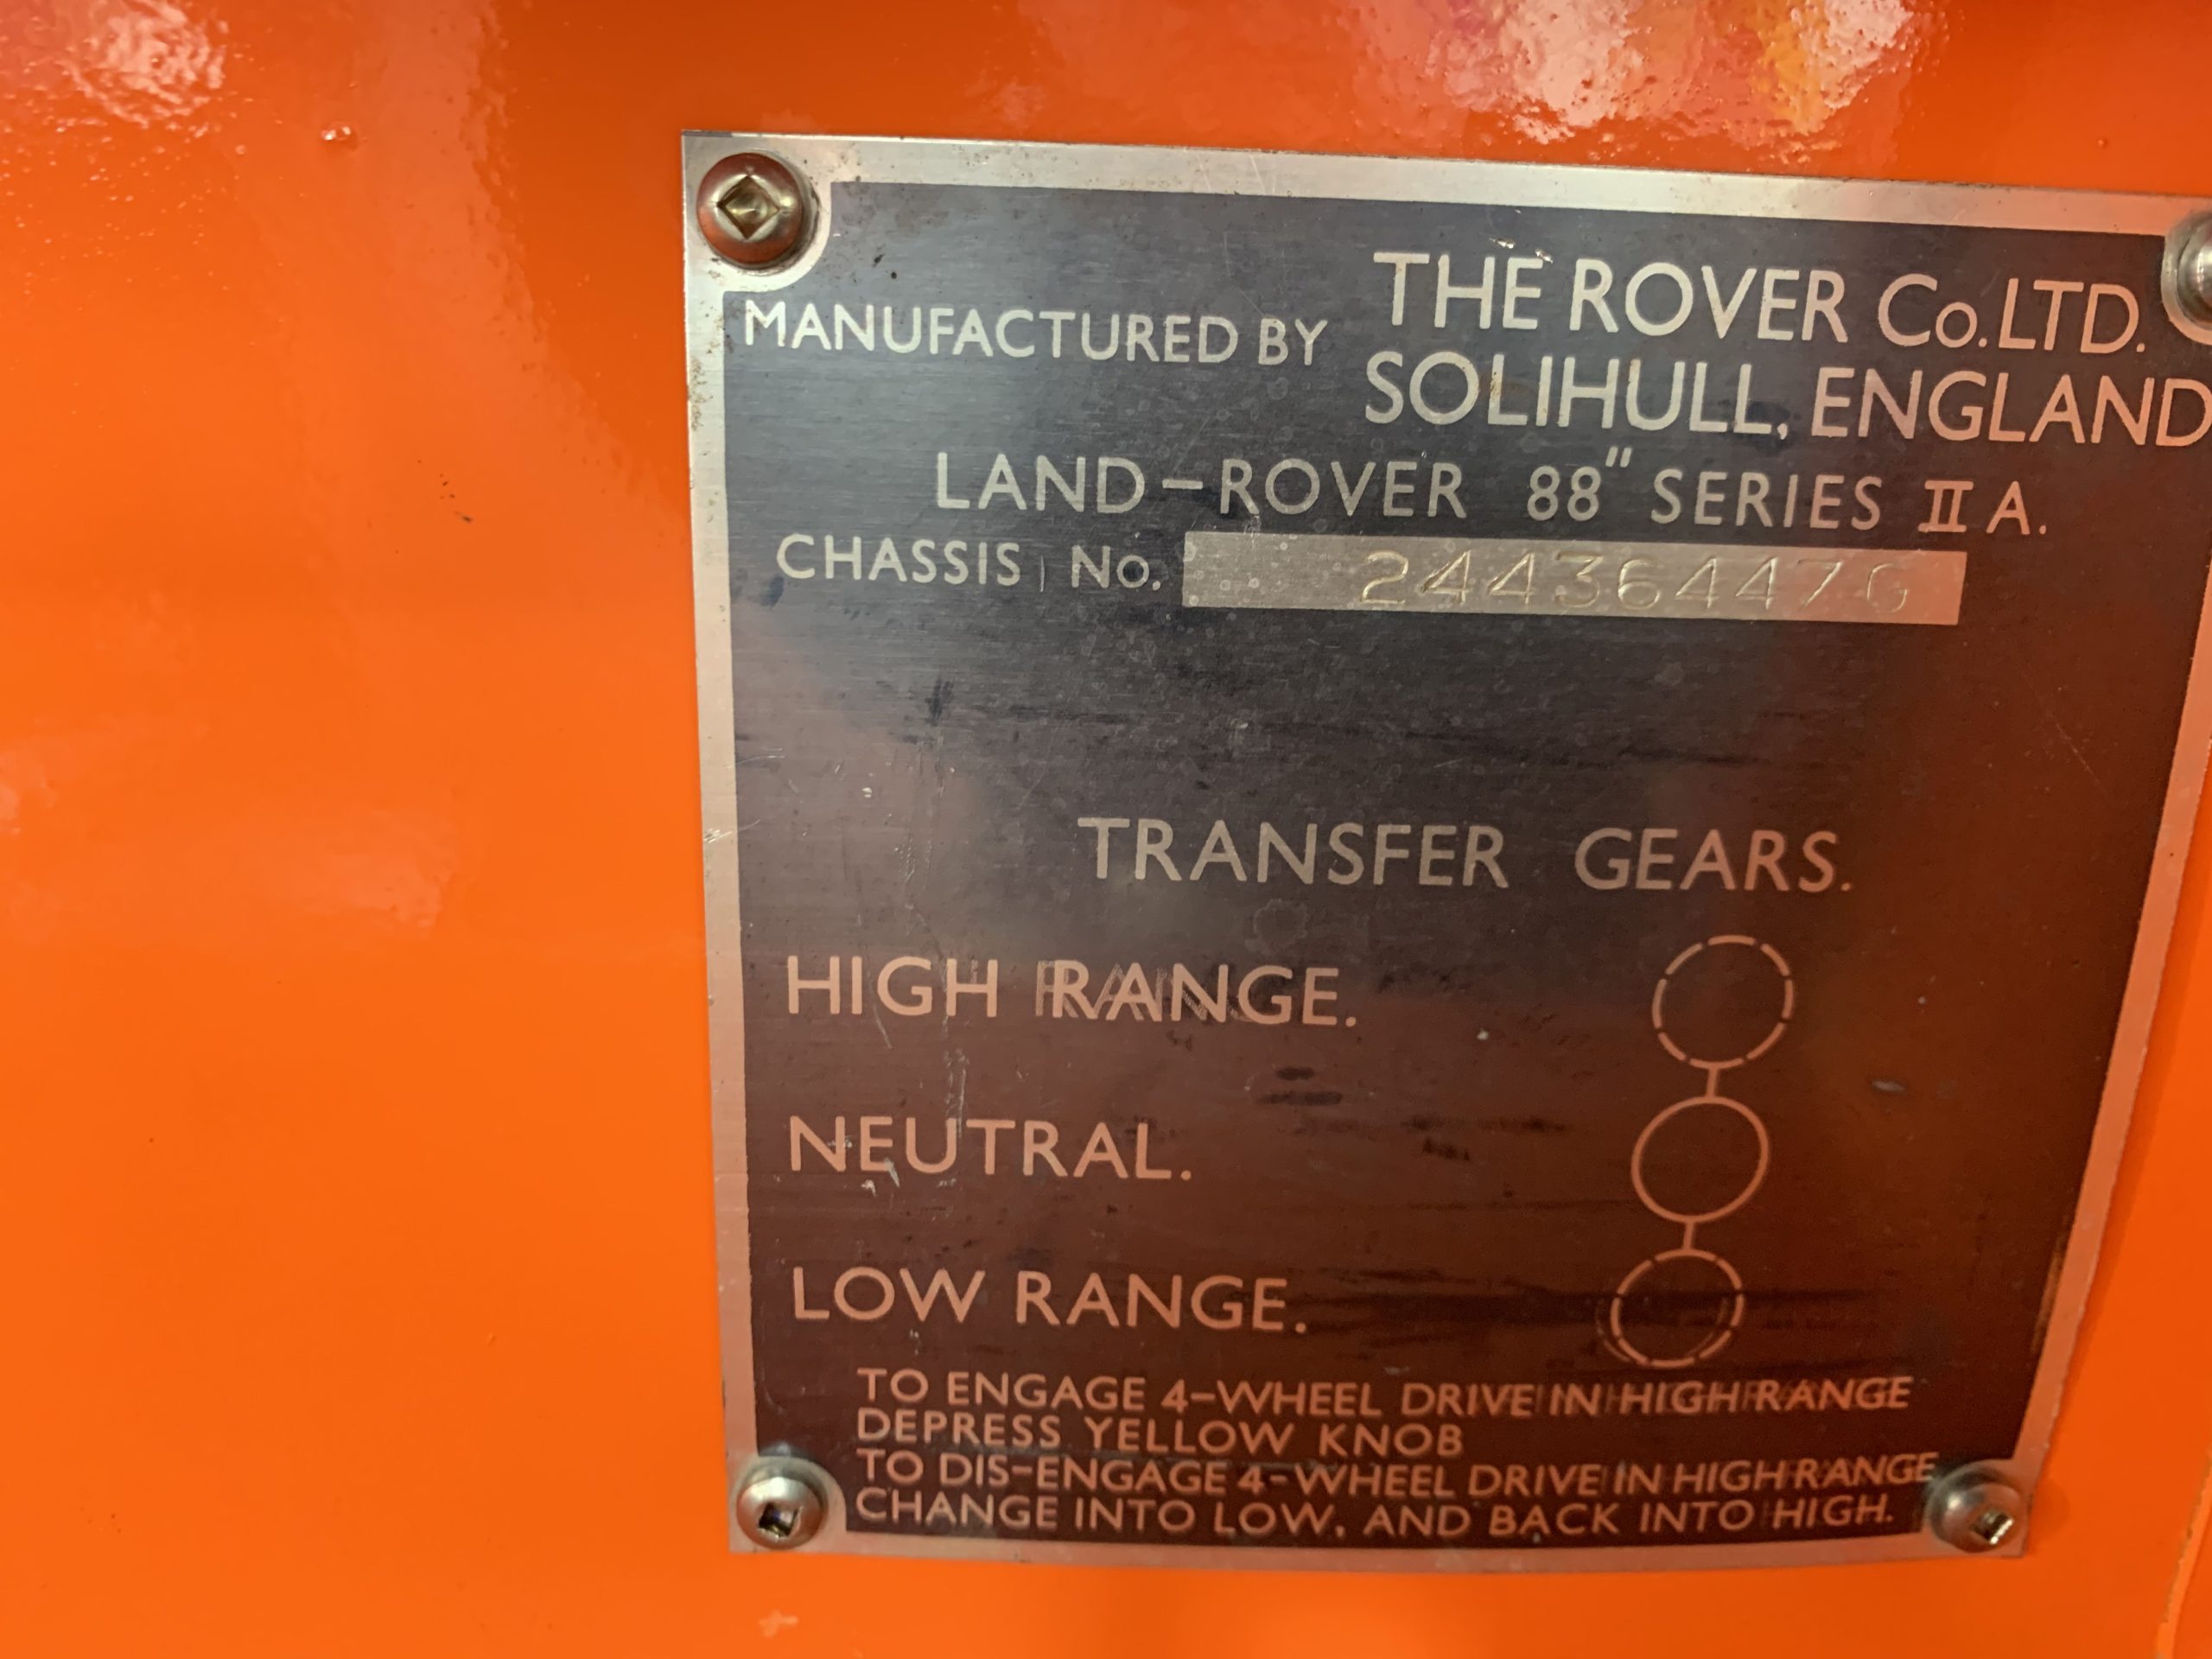 MANUFACTURED BY THE ROVER Co. LTD.
SOLIHULL, ENGLAND
LAND-ROVER 88" SERIES II A.
CHASSIS No. 24436447G
TRANSFER GEARS.
HIGH RANGE.
NEUTRAL.
LOW RANGE.
TO ENGAGE 4-WHEEL DRIVE IN HIGH RANGE
DEPRESS YELLOW KNOB
TO DIS-ENGAGE 4-WHEEL DRIVE IN HIGH RANGE
CHANGE INTO LOW, AND BACK INTO HIGH.